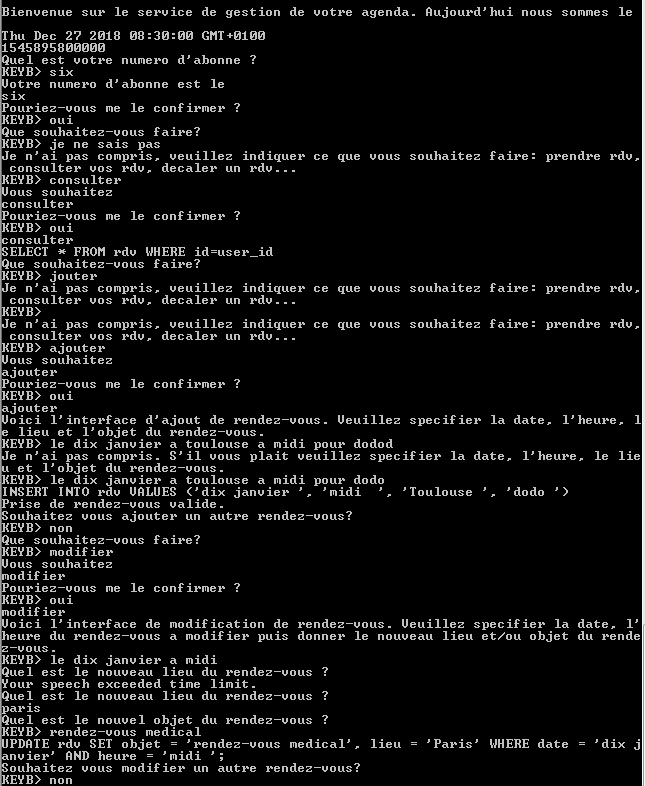 Bienvenue sur le service de gestion de votre agenda. Aujourd'hui nous sommes le
Thu Dec 27 2018 08:30:00 GMT+0100
1545895800000
Quel est votre numero d'abonne ?
KEYB> six
Votre numero d'abonne est le
six
Pouriez-vous me le confirmer ?
KEYB> oui
Que souhaitez-vous faire?
KEYB> je ne sais pas
Je n'ai pas compris, veuillez indiquer ce que vous souhaitez faire: prendre rdv,
 consulter vos rdv, decaler un rdv...
KEYB> consulter
Vous souhaitez
consulter
Pouriez-vous me le confirmer ?
KEYB> oui
consulter
SELECT * FROM rdv WHERE id=user_id
Que souhaitez-vous faire?
KEYB> jouter
Je n'ai pas compris, veuillez indiquer ce que vous souhaitez faire: prendre rdv,
 consulter vos rdv, decaler un rdv...
KEYB>
Je n'ai pas compris, veuillez indiquer ce que vous souhaitez faire: prendre rdv,
 consulter vos rdv, decaler un rdv...
KEYB> ajouter
Vous souhaitez
ajouter
Pouriez-vous me le confirmer ?
KEYB> oui
ajouter
Voici l'interface d'ajout de rendez-vous. Veuillez specifier la date, l'heure, l
e lieu et l'objet du rendez-vous.
KEYB> le dix janvier a toulouse a midi pour dodod
Je n'ai pas compris. S'il vous plait veuillez specifier la date, l'heure, le lie
u et l'objet du rendez-vous.
KEYB> le dix janvier a toulouse a midi pour dodo
INSERT INTO rdv VALUES ('dix janvier ', 'midi  ', 'Toulouse ', 'dodo ')
Prise de rendez-vous valide.
Souhaitez vous ajouter un autre rendez-vous?
KEYB> non
Que souhaitez-vous faire?
KEYB> modifier
Vous souhaitez
modifier
Pouriez-vous me le confirmer ?
KEYB> oui
modifier
Voici l'interface de modification de rendez-vous. Veuillez specifier la date, l'
heure du rendez-vous a modifier puis donner le nouveau lieu et/ou objet du rende
z-vous.
KEYB> le dix janvier a midi
Quel est le nouveau lieu du rendez-vous ?
Your speech exceeded time limit.
Quel est le nouveau lieu du rendez-vous ?
paris
Quel est le nouvel objet du rendez-vous ?
KEYB> rendez-vous medical
UPDATE rdv SET objet = 'rendez-vous medical', lieu = 'Paris' WHERE date = 'dix j
anvier' AND heure = 'midi ';
Souhaitez vous modifier un autre rendez-vous?
KEYB> non